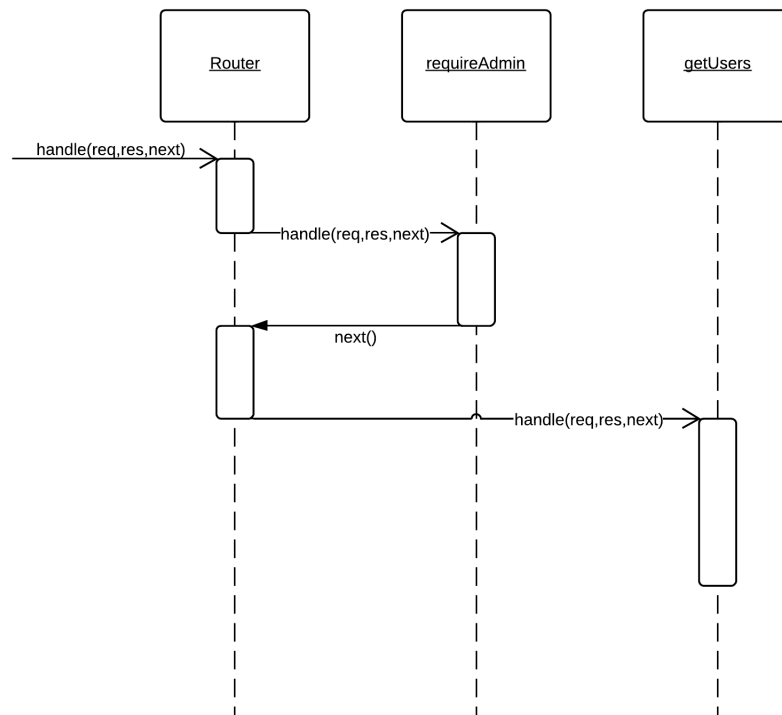 Router
requireAdmin
getUsers
handle(req,res,next)
handle(req,res,next)
next()
handle(req,res,next)